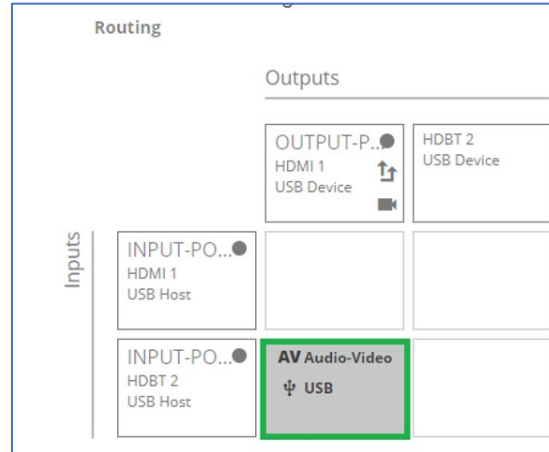 Routing
Outputs
OUTPUT-P...
HDMI 1
USB Device
HDBT 2
USB Device
Inputs
INPUT-PO...
HDMI 1
USB Host
INPUT-PO...
HDBT 2
USB Host
AV Audio-Video
USB